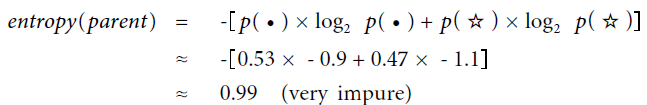 entropy(parent) = -[p( • ) × log₂ p( • ) + p( ☆ ) × log₂ p( ☆ )]
≈ -[0.53 × - 0.9 + 0.47 × - 1.1]
≈ 0.99 (very impure)